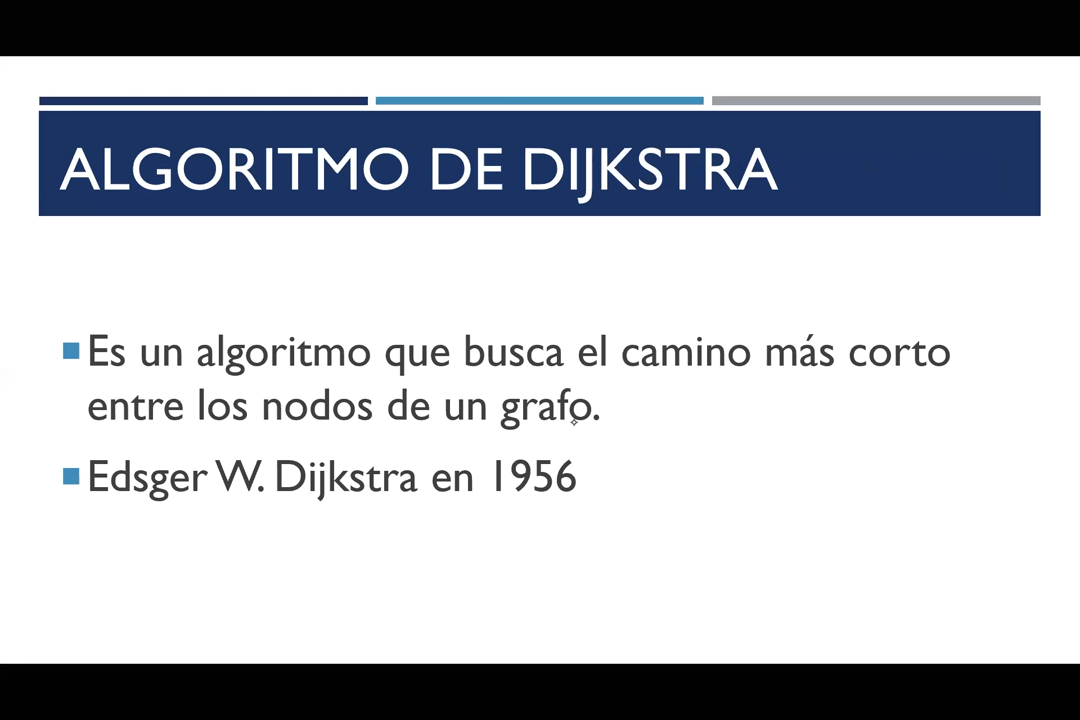 ALGORITMO DE DIJKSTRA
Es un algoritmo que busca el camino más corto
entre los nodos de un grafo.
Edsger W. Dijkstra en 1956